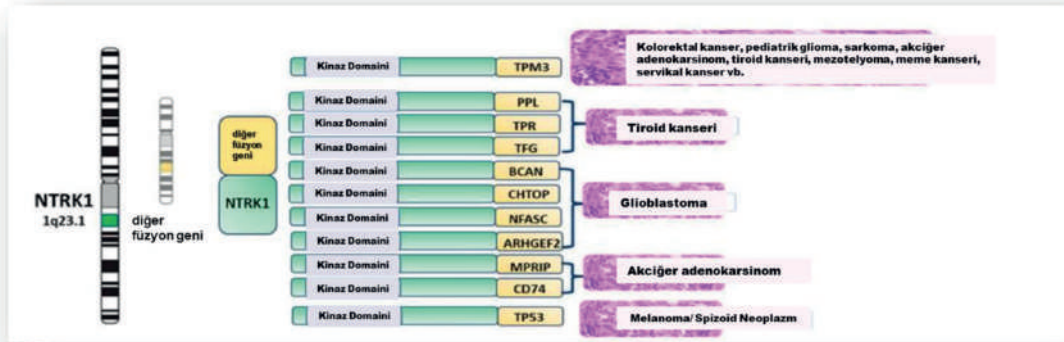 Kinaz Domaini TPM3
Kolorektal kanser, pediatrik glioma, sarkoma, akciğer
adenokarsinom, tiroid kanseri, mezotelyoma, meme kanseri,
servikal kanser vb.
Kinaz Domaini PPL
Kinaz Domaini TPR
Kinaz Domaini TFG
Tiroid kanseri
Kinaz Domaini BCAN
Kinaz Domaini CHTOP
Kinaz Domaini NFASC
Kinaz Domaini ARHGEF2
Glioblastoma
Kinaz Domaini MPRIP
Kinaz Domaini CD74
Akciğer adenokarsinom
Kinaz Domaini TP53
Melanoma/ Spizoid Neoplazm
diğer
füzyon
geni
NTRK1
NTRK1
1q23.1
diğer
füzyon geni